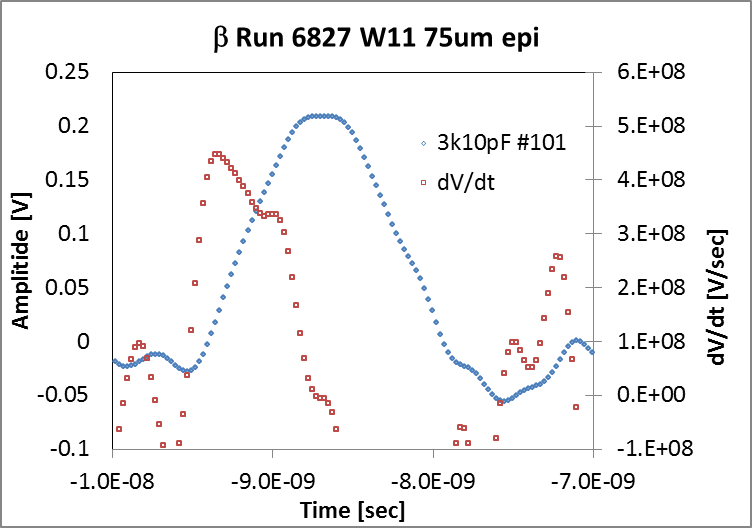 β Run 6827 W11 75um epi
0.25
0.2
0.15
0.1
0.05
0
-0.05
-0.1
Amplitide [V]
6.E+08
5.E+08
4.E+08
3.E+08
2.E+08
1.E+08
0.E+00
-1.E+08
dV/dt [V/sec]
3k10pF #101
dV/dt
-1.0E-08
-9.0E-09
-8.0E-09
-7.0E-09
Time [sec]